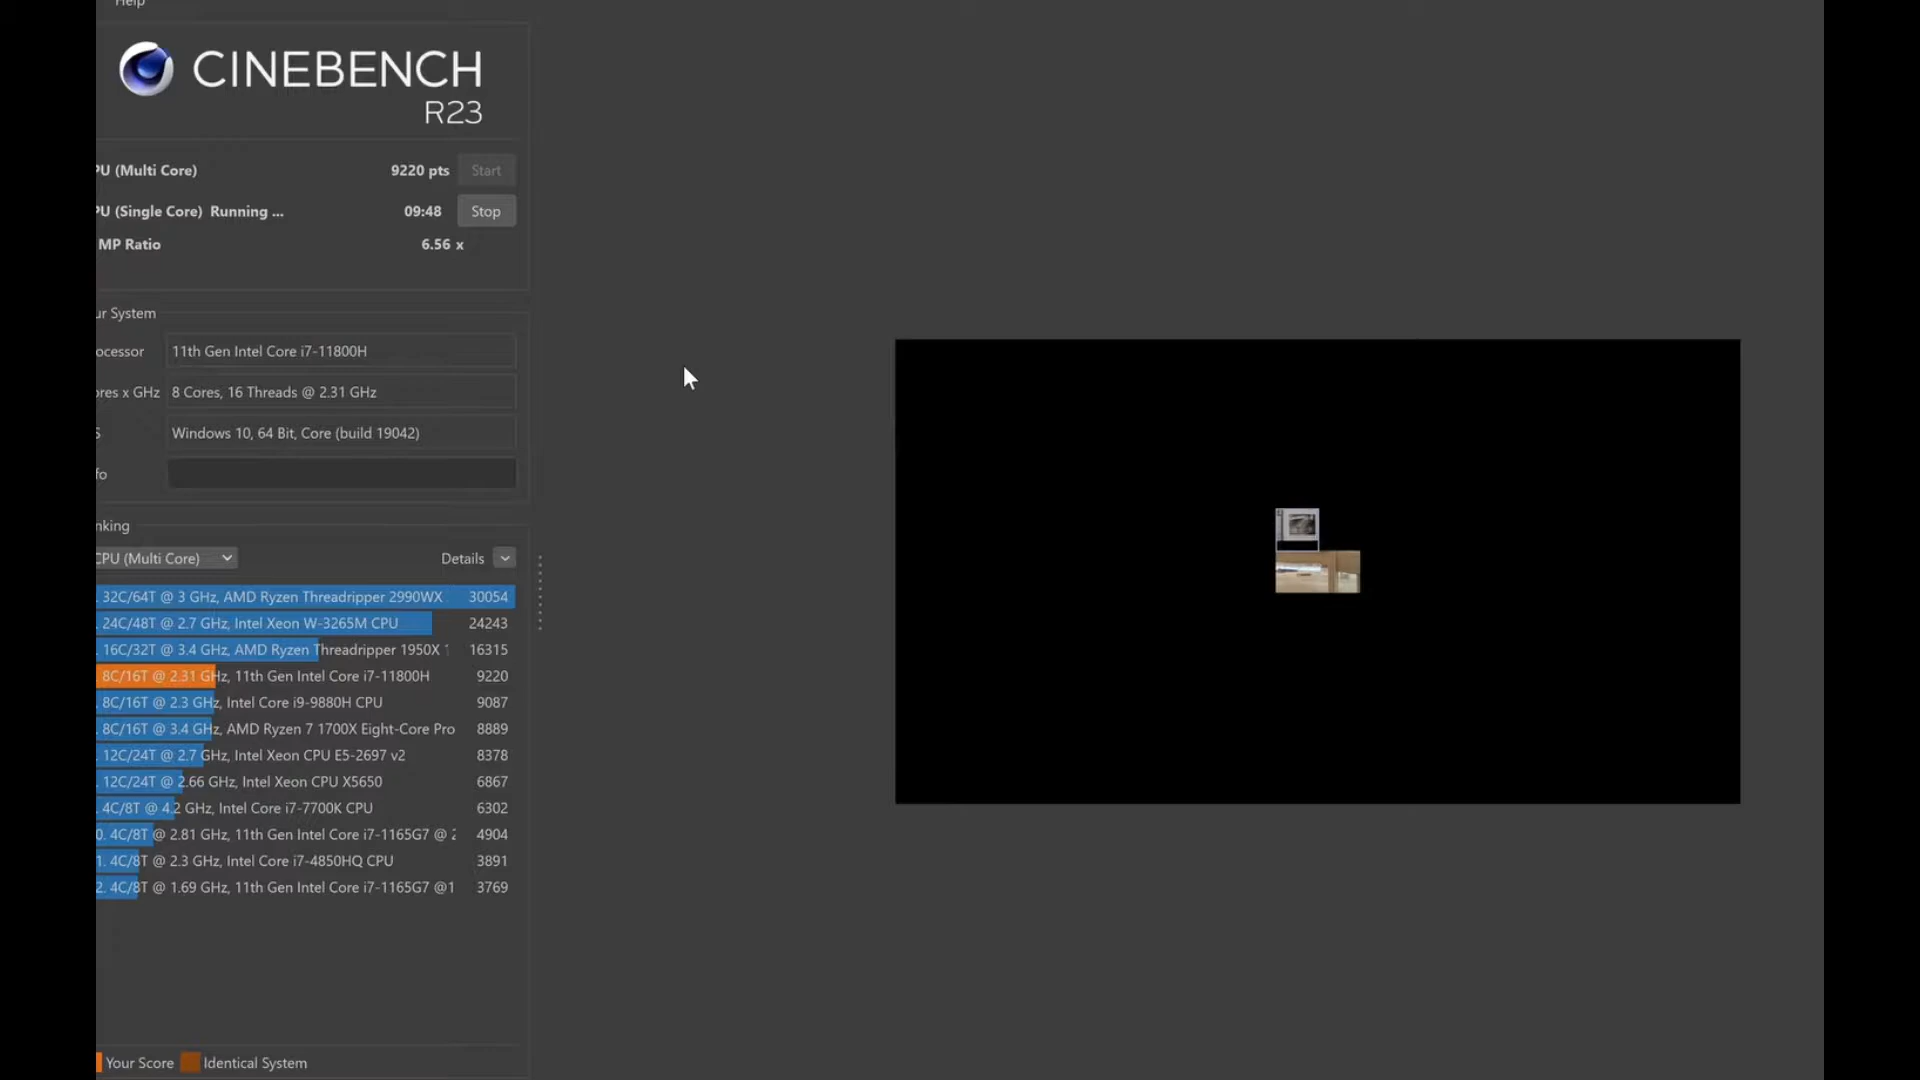 Help
CINEBENCH
R23
PU (Multi Core) 9220 pts Start
PU (Single Core) Running ... 09:48 Stop
MP Ratio 6.56 x
ur System
ocessor 11th Gen Intel Core i7-11800H
ores x GHz 8 Cores, 16 Threads @ 2.31 GHz
S Windows 10, 64 Bit, Core (build 19042)
fo
nking
CPU (Multi Core) Details
. 32C/64T @ 3 GHz, AMD Ryzen Threadripper 2990WX 30054
. 24C/48T @ 2.7 GHz, Intel Xeon W-3265M CPU 24243
. 16C/32T @ 3.4 GHz, AMD Ryzen Threadripper 1950X 1 16315
. 8C/16T @ 2.31 GHz, 11th Gen Intel Core i7-11800H 9220
. 8C/16T @ 2.3 GHz, Intel Core i9-9880H CPU 9087
. 8C/16T @ 3.4 GHz, AMD Ryzen 7 1700X Eight-Core Pro 8889
. 12C/24T @ 2.7 GHz, Intel Xeon CPU E5-2697 v2 8378
. 12C/24T @ 2.66 GHz, Intel Xeon CPU X5650 6867
. 4C/8T @ 4.2 GHz, Intel Core i7-7700K CPU 6302
0. 4C/8T @ 2.81 GHz, 11th Gen Intel Core i7-1165G7 @ 2 4904
1. 4C/8T @ 2.3 GHz, Intel Core i7-4850HQ CPU 3891
2. 4C/8T @ 1.69 GHz, 11th Gen Intel Core i7-1165G7 @1 3769
Your Score Identical System